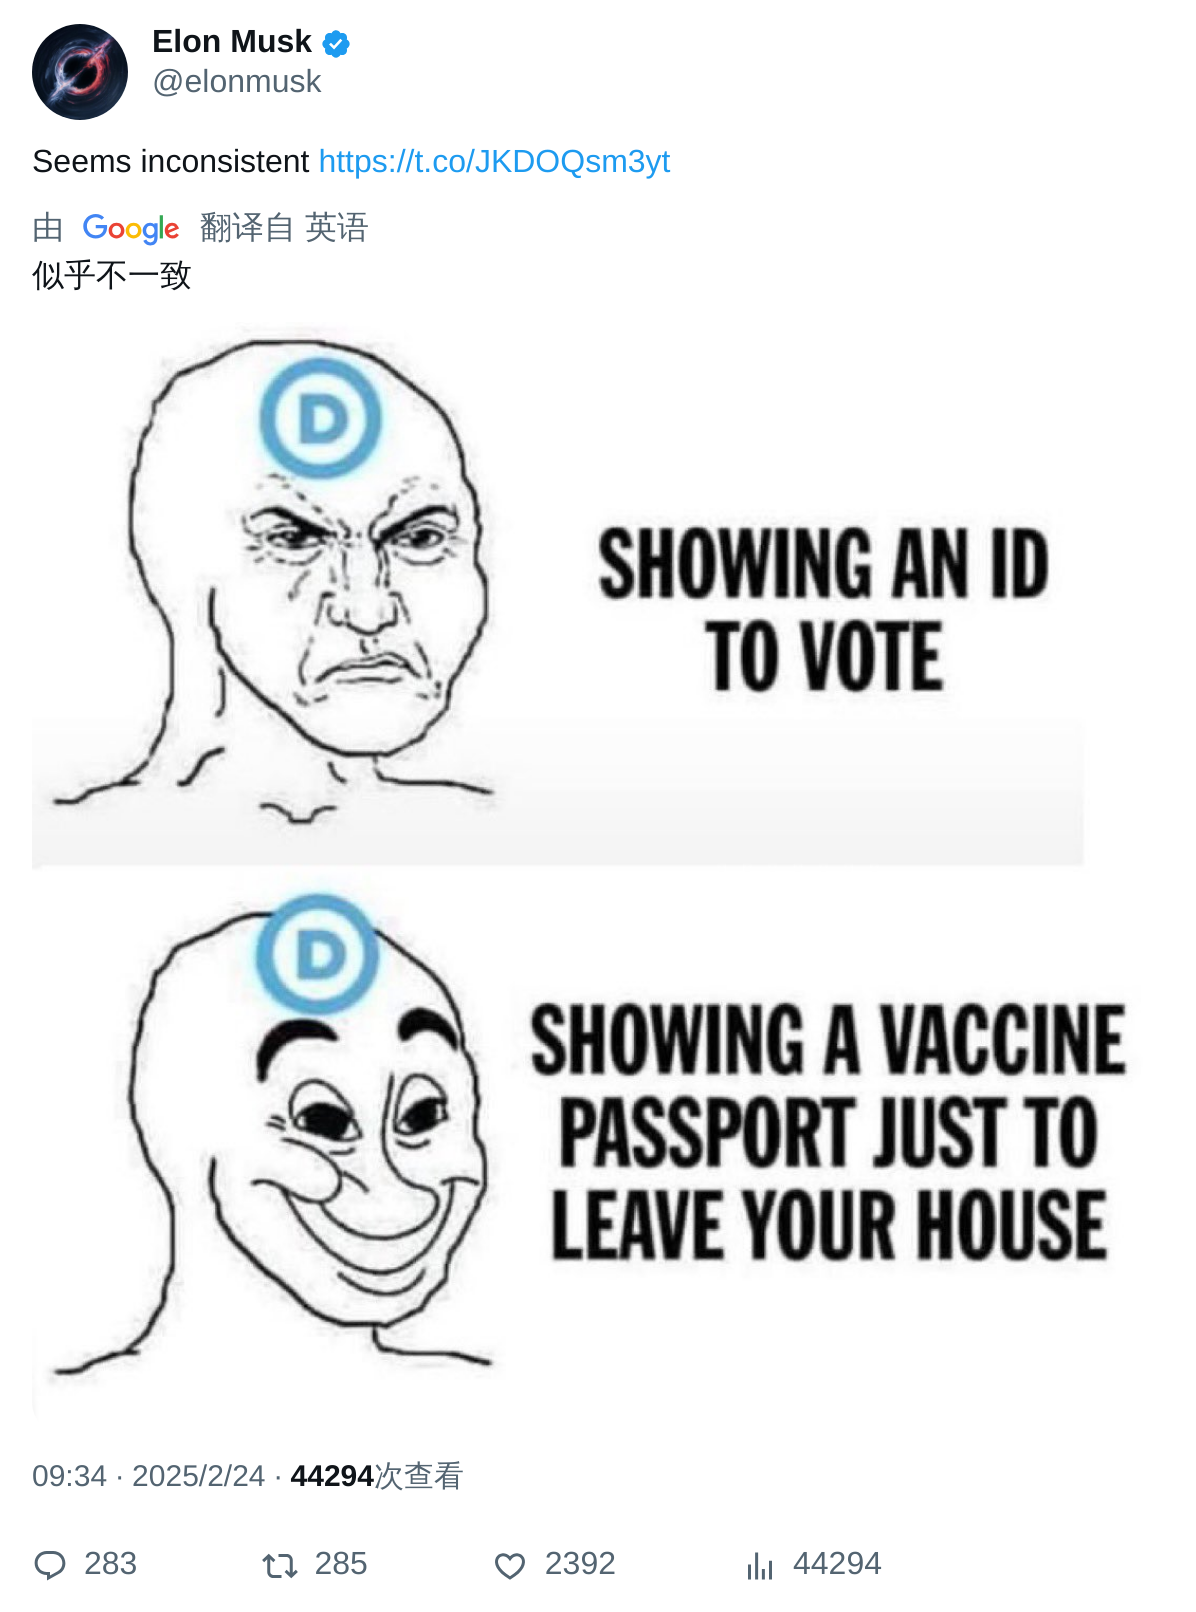 Elon Musk
@elonmusk
Seems inconsistent https://t.co/JKDOQsm3yt
由 Google 翻译自 英语
似乎不一致
D
SHOWING AN ID
TO VOTE
D
SHOWING A VACCINE
PASSPORT JUST TO
LEAVE YOUR HOUSE
09:34 · 2025/2/24 · 44294次查看
283 285 2392 44294